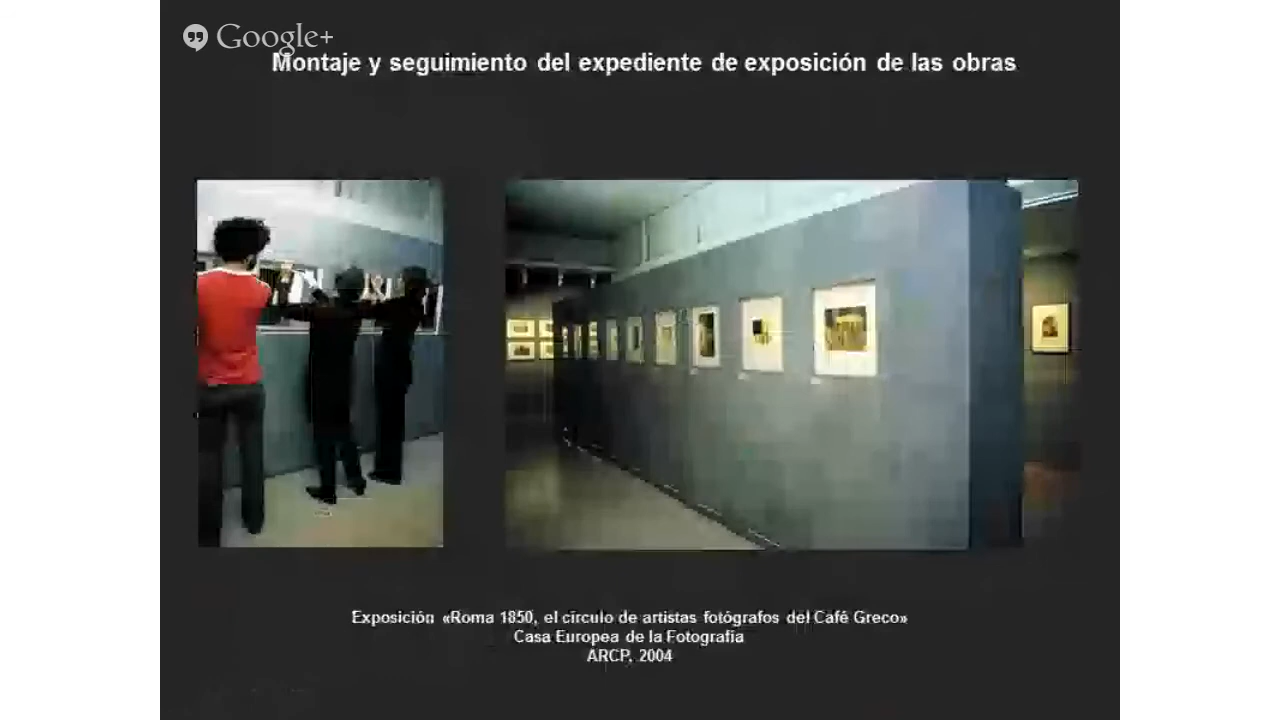 Google+
Montaje y seguimiento del expediente de exposición de las obras
Exposición «Roma 1850, el círculo de artistas fotógrafos del Café Greco»
Casa Europea de la Fotografía
ARCP, 2004